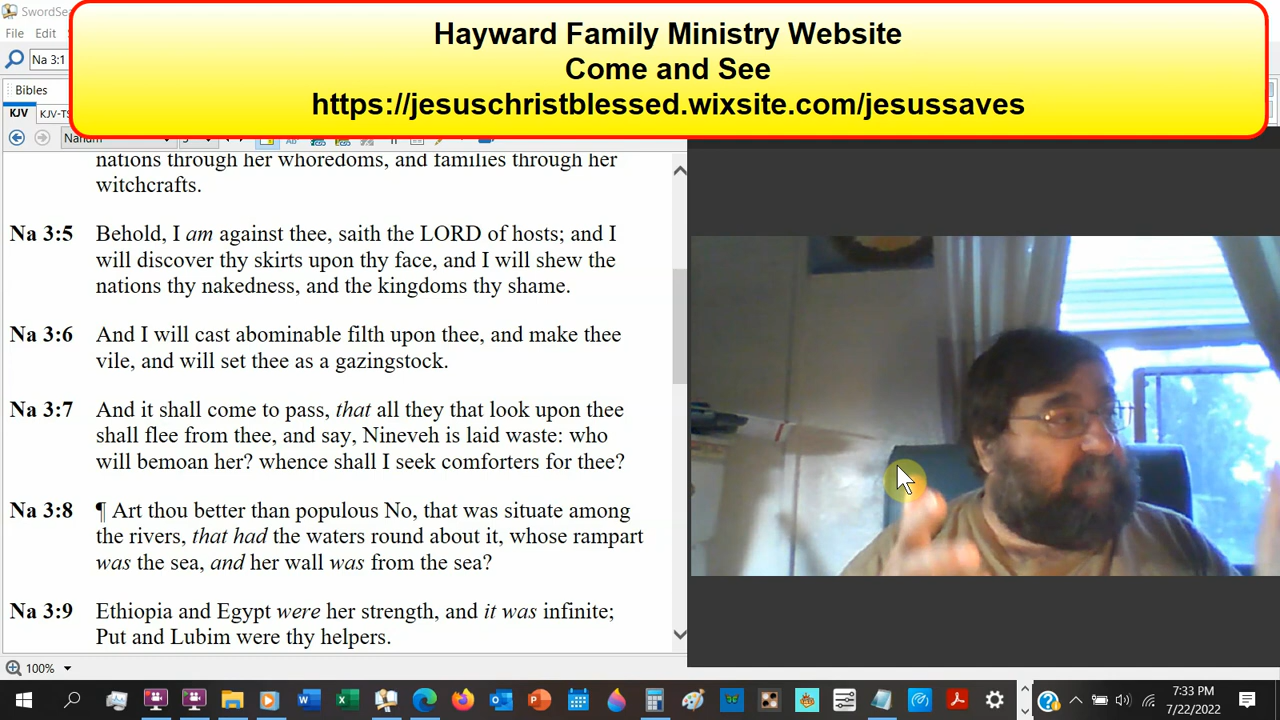 SwordSea
Hayward Family Ministry Website
Come and See
https://jesuschristblessed.wixsite.com/jesussaves
File Edit
Na 3:1
Bibles
KJV KJV-TS
Nahum 3
nations through her whoredoms, and families through her
witchcrafts.
Na 3:5 Behold, I am against thee, saith the LORD of hosts; and I
will discover thy skirts upon thy face, and I will shew the
nations thy nakedness, and the kingdoms thy shame.
Na 3:6 And I will cast abominable filth upon thee, and make thee
vile, and will set thee as a gazingstock.
Na 3:7 And it shall come to pass, that all they that look upon thee
shall flee from thee, and say, Nineveh is laid waste: who
will bemoan her? whence shall I seek comforters for thee?
Na 3:8 ¶ Art thou better than populous No, that was situate among
the rivers, that had the waters round about it, whose rampart
was the sea, and her wall was from the sea?
Na 3:9 Ethiopia and Egypt were her strength, and it was infinite;
Put and Lubim were thy helpers.
100%
7:33 PM
7/22/2022